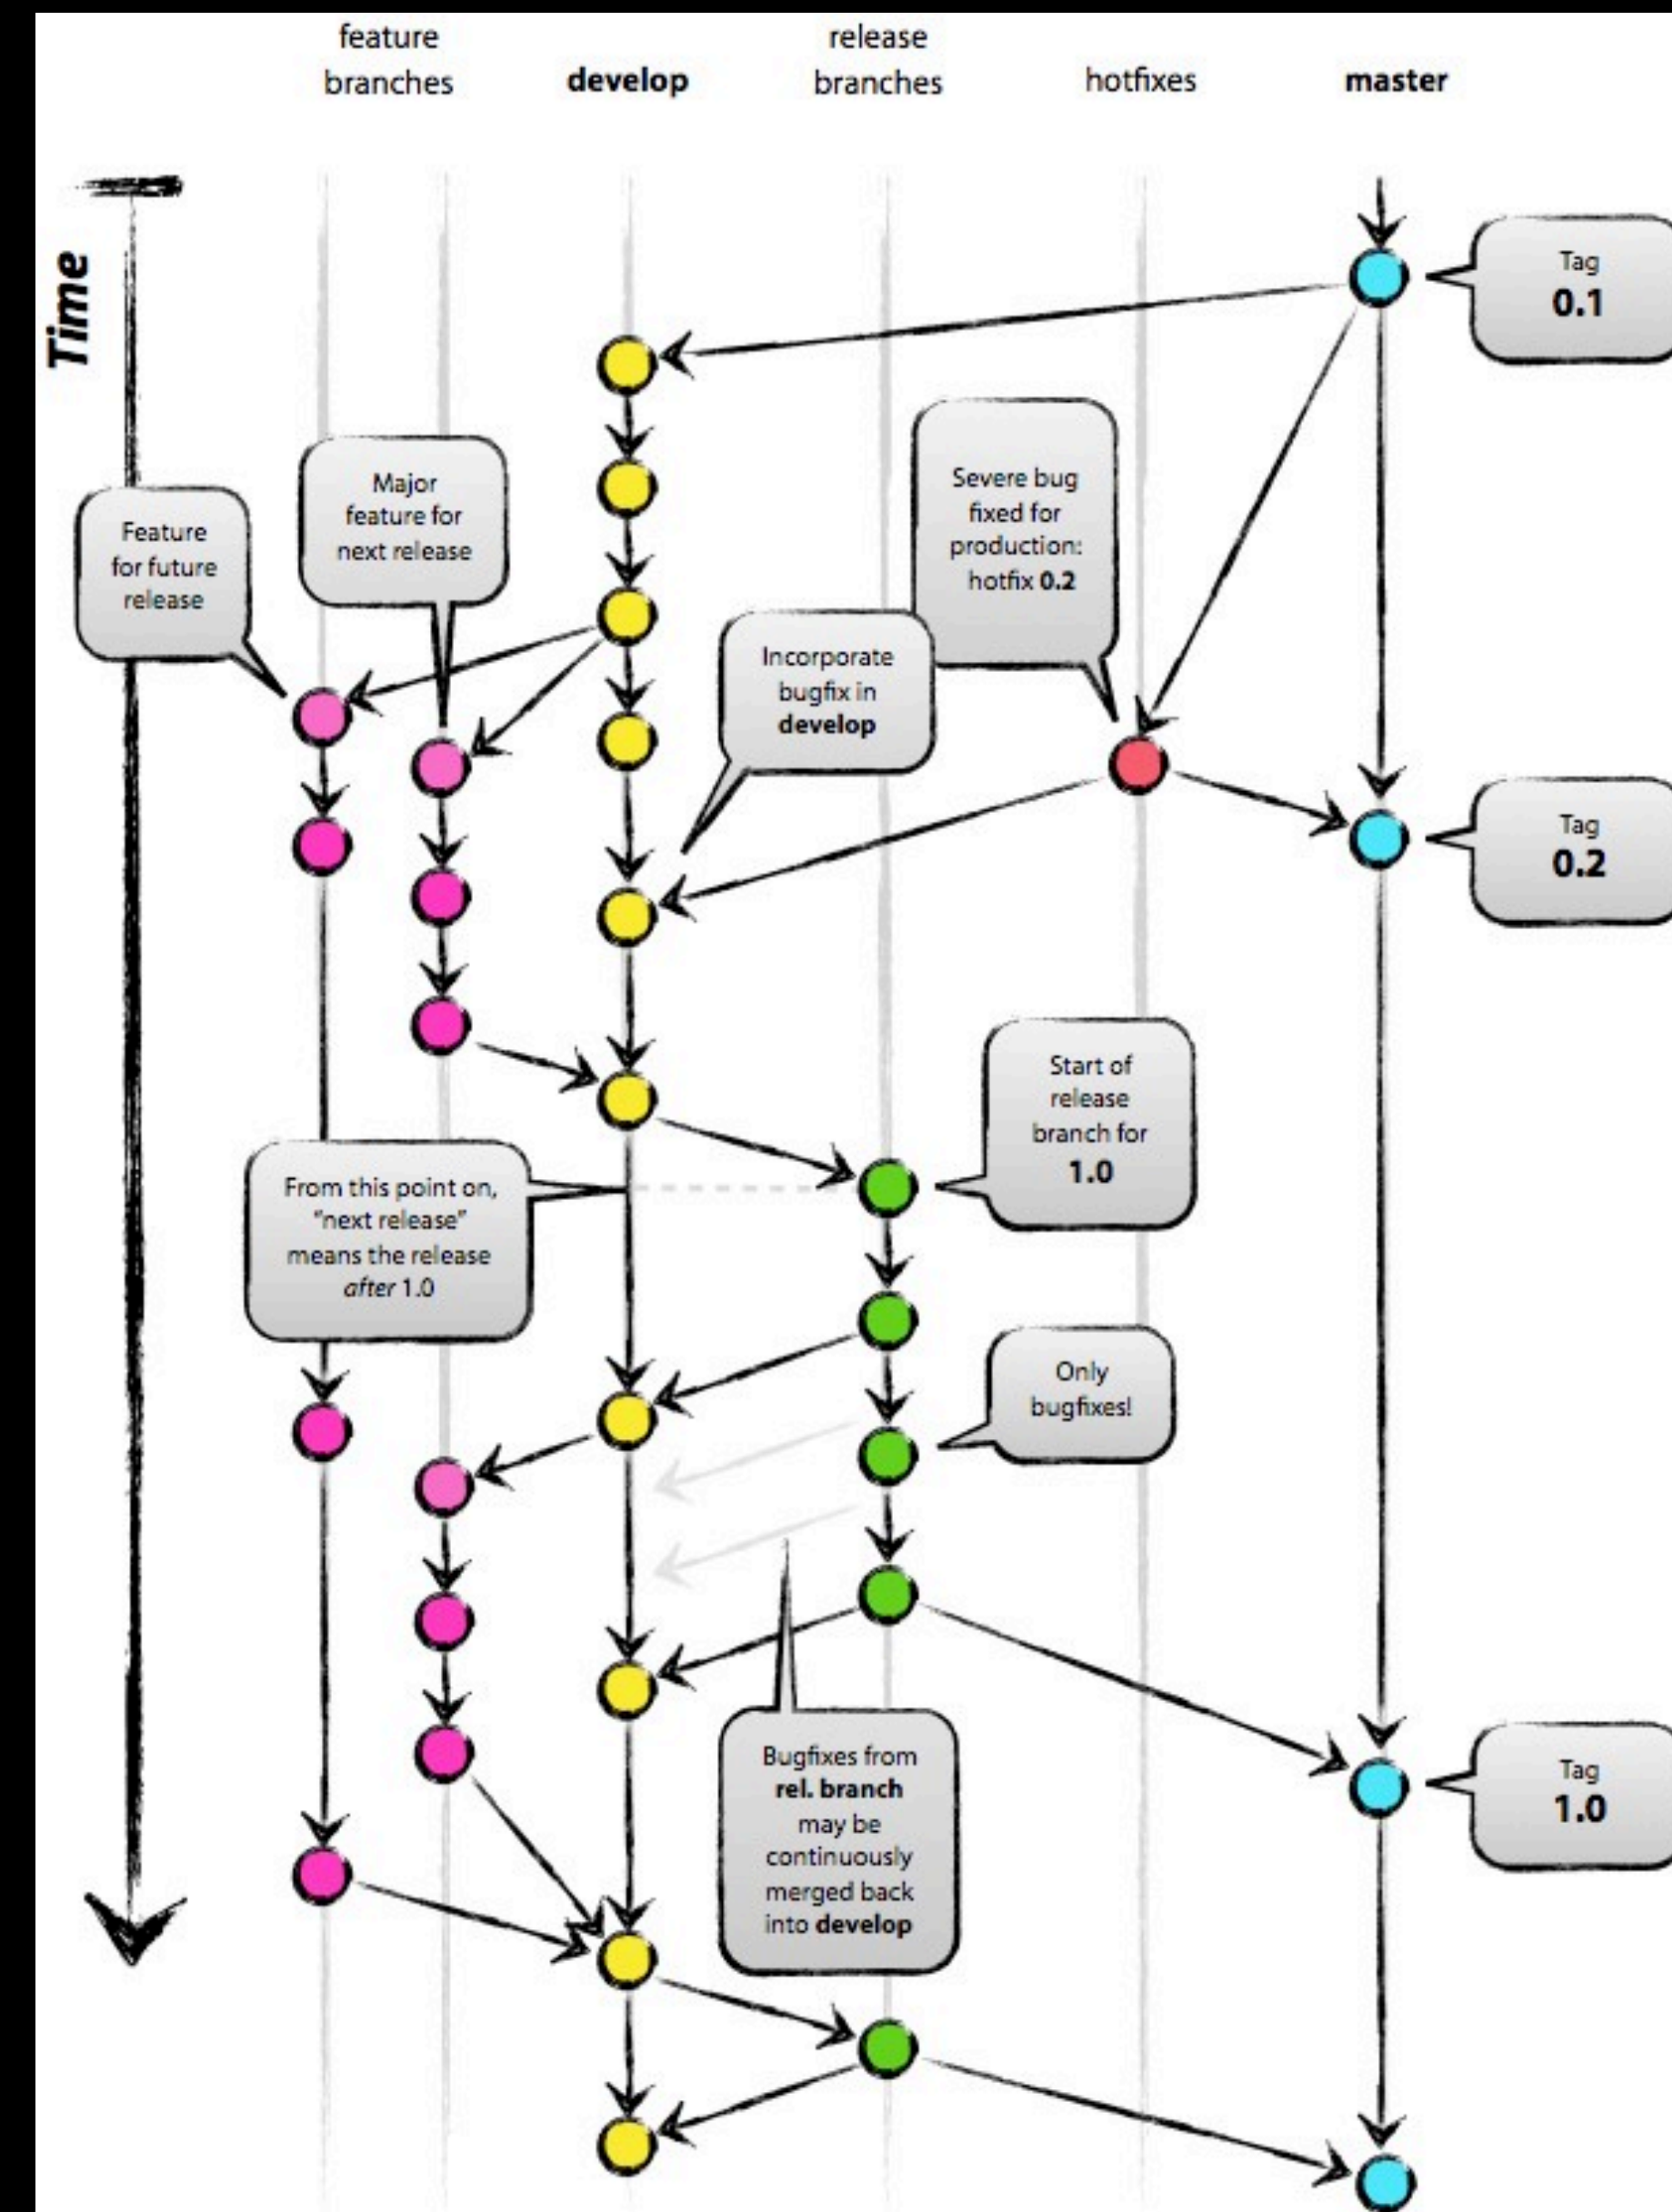 feature
branches
develop
release
branches
hotfixes
master
Time
Tag
0.1
Major
feature for
next release
Feature
for future
release
Severe bug
fixed for
production:
hotfix 0.2
Incorporate
bugfix in
develop
Tag
0.2
Start of
release
branch for
1.0
From this point on,
“next release”
means the release
after 1.0
Only
bugfixes!
Bugfixes from
rel. branch
may be
continuously
merged back
into develop
Tag
1.0